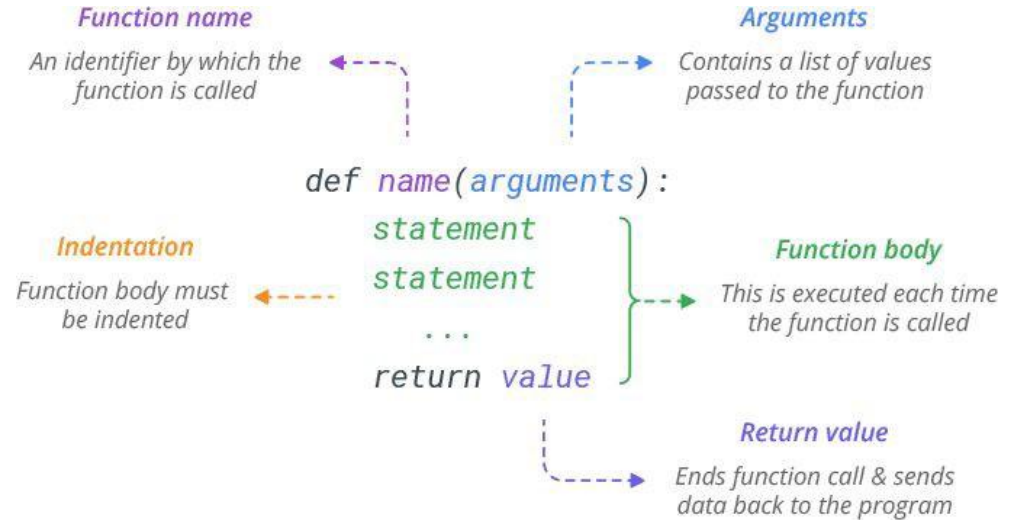 Function name
An identifier by which the
function is called
Arguments
Contains a list of values
passed to the function
def name(arguments):
statement
statement
...
return value
Indentation
Function body must
be indented
Function body
This is executed each time
the function is called
Return value
Ends function call & sends
data back to the program